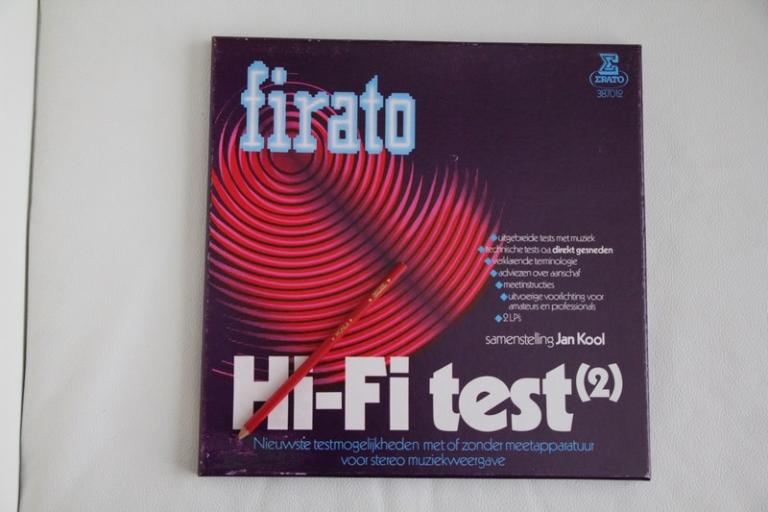 firato
ERATO
387012
uitgebreide tests met muziek
technische tests o.a. direkt gesneden
verklarende terminologie
adviezen over aanschaf
meetinstructies
uitvoerige voorlichting voor
amateurs en professionals
2 LP's
samenstelling Jan Kool
Hi-Fi test (2)
Nieuwste testmogelijkheden met of zonder meetapparatuur
voor stereo muziekweergave